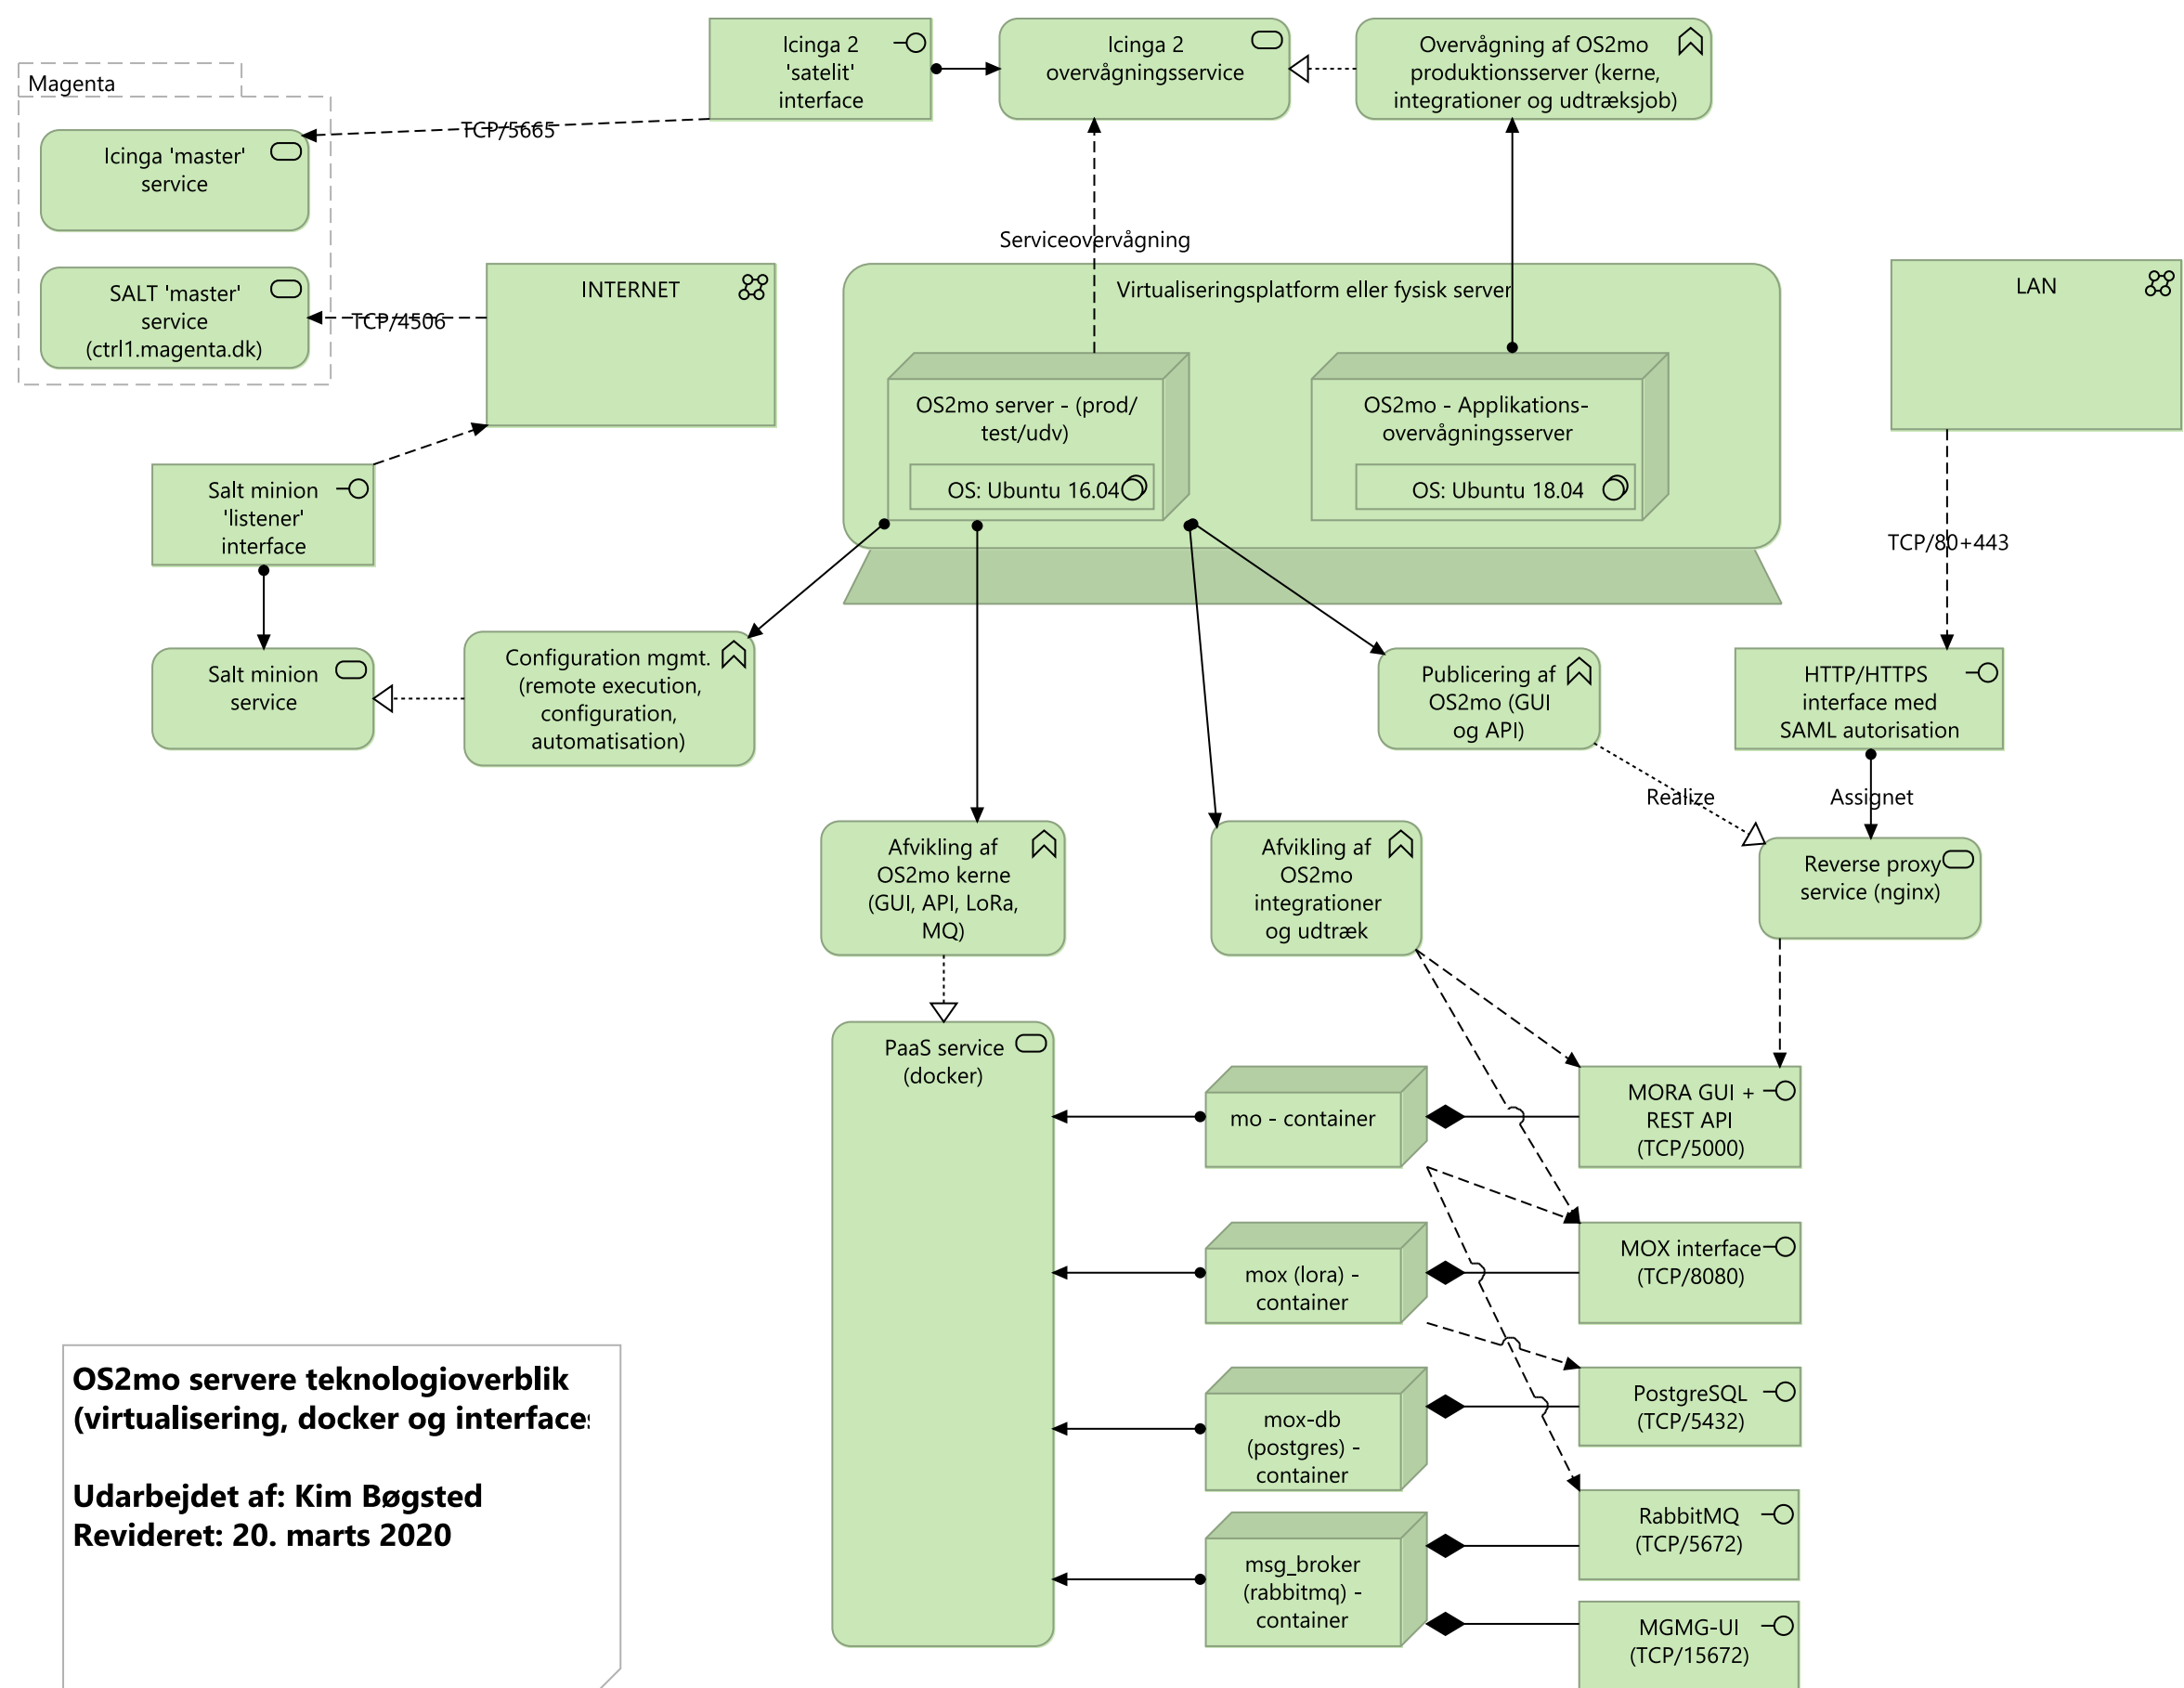 Icinga 2
'satelit'
interface
Icinga 2
overvågningsservice
Overvågning af OS2mo
produktionsserver (kerne,
integrationer og udtræksjob)
Magenta
TCP/5665
Icinga 'master'
service
Serviceovervågning
SALT 'master'
service
(ctrl1.magenta.dk)
TCP/4506
INTERNET
Virtualiseringsplatform eller fysisk server
LAN
OS2mo server - (prod/
test/udv)
OS: Ubuntu 16.04
OS2mo - Applikations-
overvågningsserver
OS: Ubuntu 18.04
Salt minion
'listener'
interface
TCP/80+443
Salt minion
service
Configuration mgmt.
(remote execution,
configuration,
automatisation)
Publicering af
OS2mo (GUI
og API)
HTTP/HTTPS
interface med
SAML autorisation
Realize
Assignet
Afvikling af
OS2mo kerne
(GUI, API, LoRa,
MQ)
Afvikling af
OS2mo
integrationer
og udtræk
Reverse proxy
service (nginx)
PaaS service
(docker)
mo - container
MORA GUI +
REST API
(TCP/5000)
mox (lora) -
container
MOX interface
(TCP/8080)
mox-db
(postgres) -
container
PostgreSQL
(TCP/5432)
msg_broker
(rabbitmq) -
container
RabbitMQ
(TCP/5672)
MGMG-UI
(TCP/15672)
OS2mo servere teknologioverblik
(virtualisering, docker og interfaces
Udarbejdet af: Kim Bøgsted
Revideret: 20. marts 2020